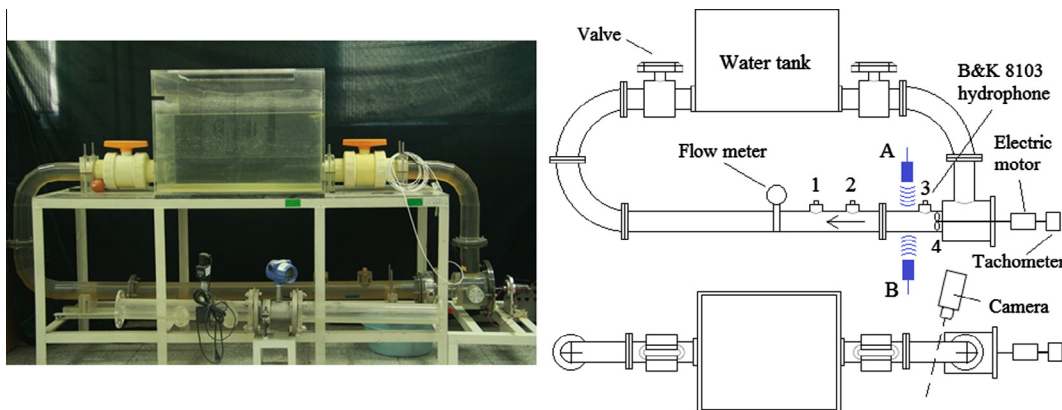 Valve
Water tank
B&K 8103
hydrophone
Electric
motor
Flow meter
A
1
2
3
4
B
Tachometer
Camera